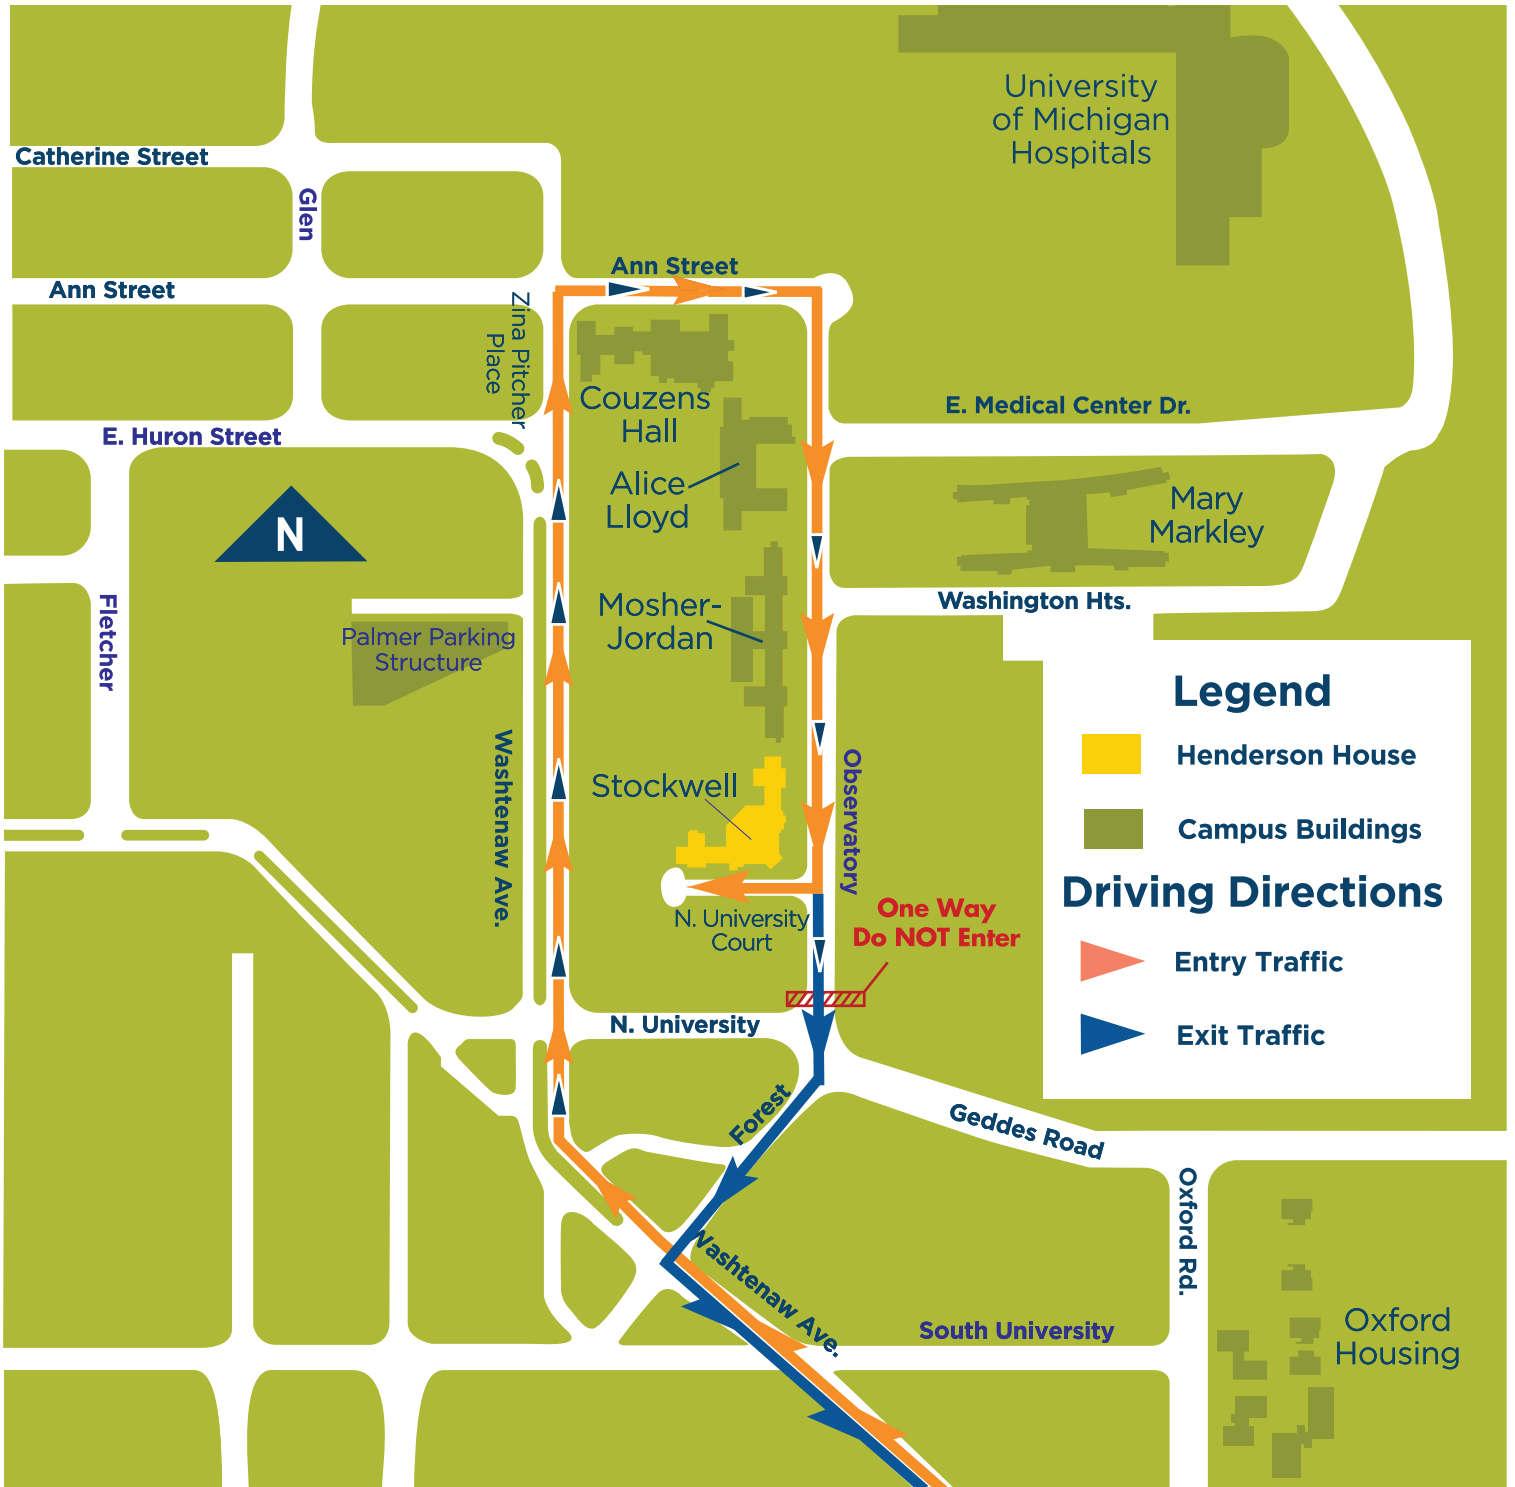 University
of Michigan
Hospitals
Catherine Street
Glen
Ann Street
Ann Street
Zina Pitcher
Place
Couzens
Hall
E. Medical Center Dr.
E. Huron Street
Alice
Lloyd
Mary
Markley
N
Fletcher
Mosher-
Jordan
Washington Hts.
Palmer Parking
Structure
Legend
Henderson House
Campus Buildings
Driving Directions
Entry Traffic
Exit Traffic
Washtenaw Ave.
Stockwell
Observatory
One Way
Do NOT Enter
N. University
Court
N. University
Forest
Geddes Road
Oxford Rd.
Washtenaw Ave.
South University
Oxford
Housing